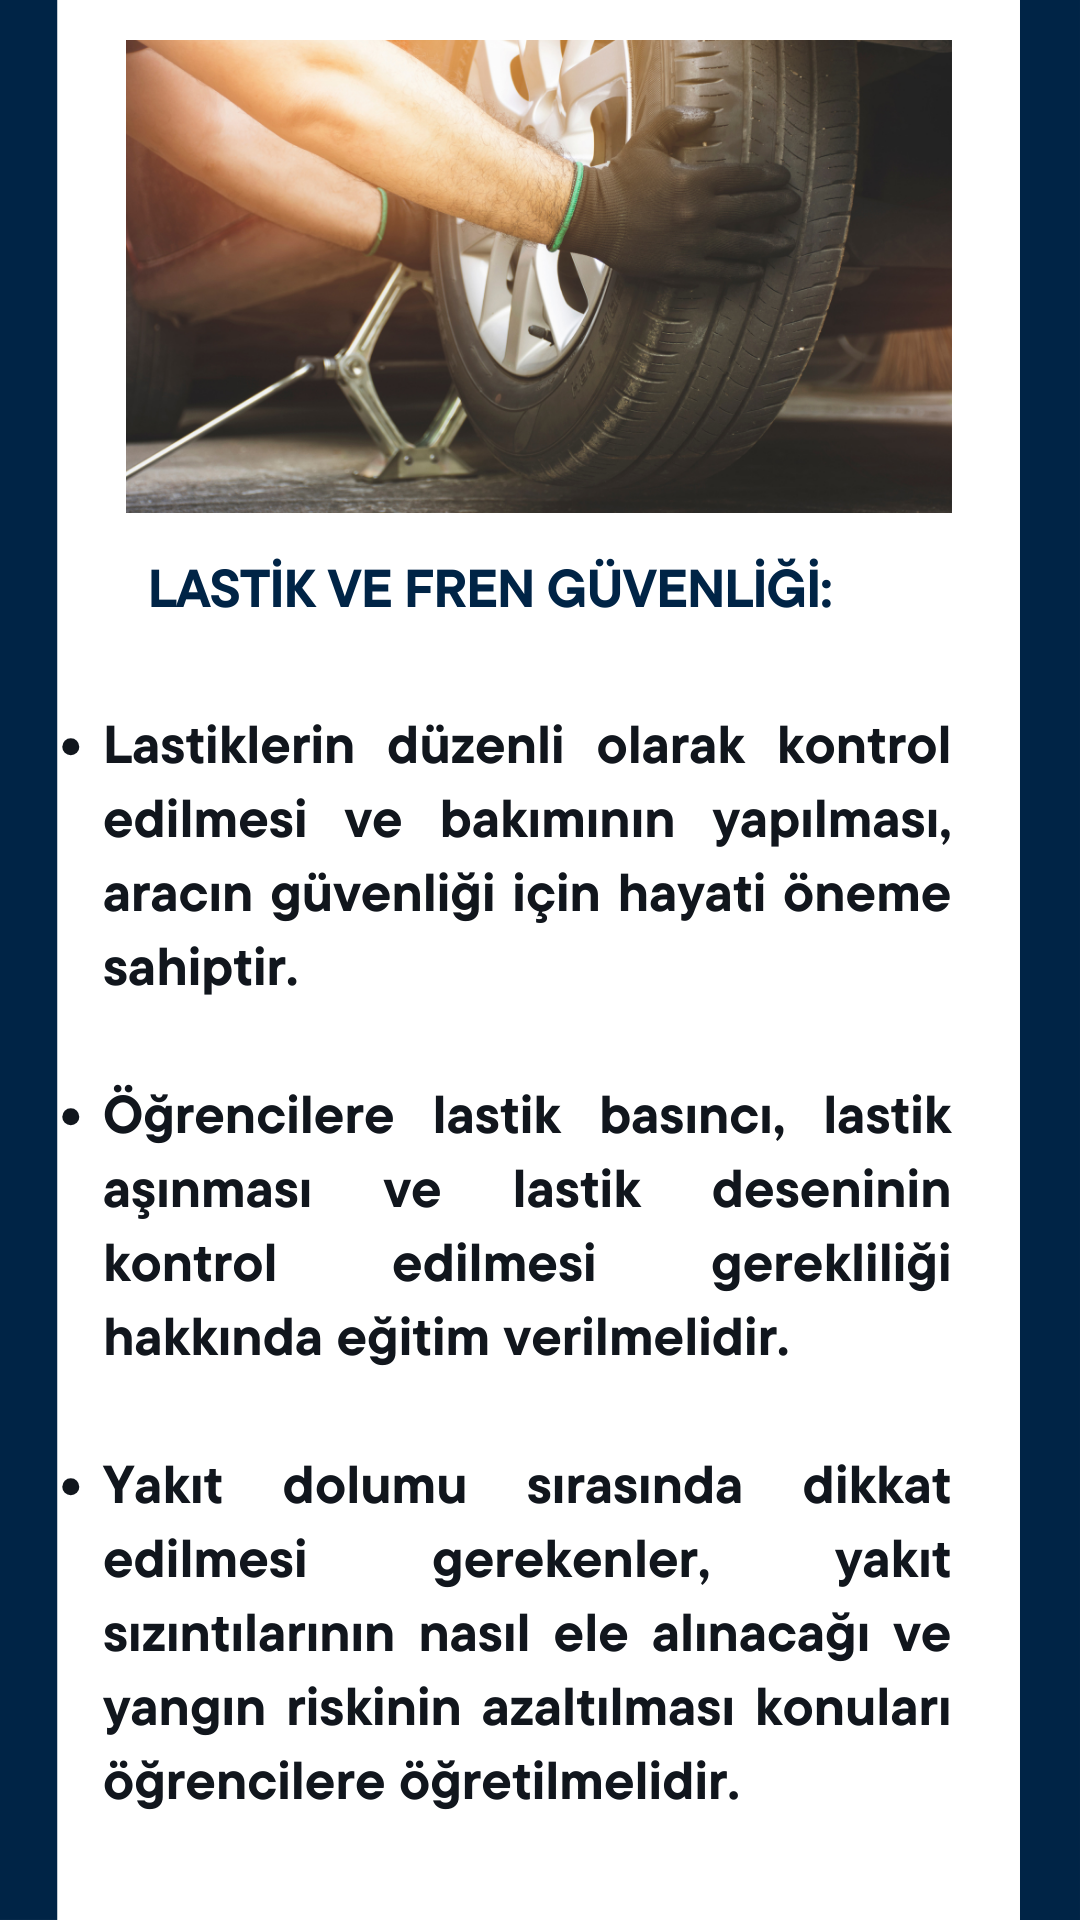 LASTİK VE FREN GÜVENLİĞİ:
• Lastiklerin düzenli olarak kontrol
edilmesi ve bakımının yapılması,
aracın güvenliği için hayati öneme
sahiptir.
• Öğrencilere lastik basıncı, lastik
aşınması ve lastik deseninin
kontrol edilmesi gerekliliği
hakkında eğitim verilmelidir.
• Yakıt dolumu sırasında dikkat
edilmesi gerekenler, yakıt
sızıntılarının nasıl ele alınacağı ve
yangın riskinin azaltılması konuları
öğrencilere öğretilmelidir.